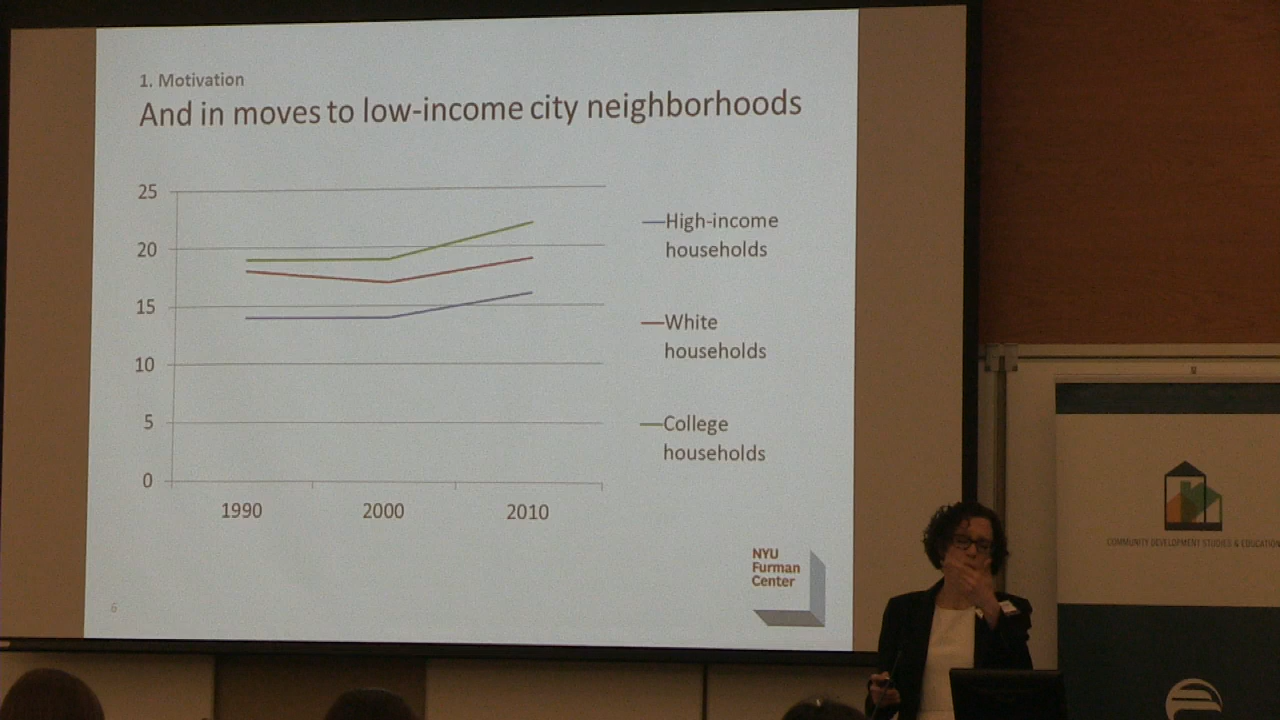 1. Motivation
And in moves to low-income city neighborhoods
25
20
15
10
5
0
1990
2000
2010
High-income
households
White
households
College
households
NYU
Furman
Center
6
COMMUNITY DEVELOPMENT STUDIES & EDUCATION